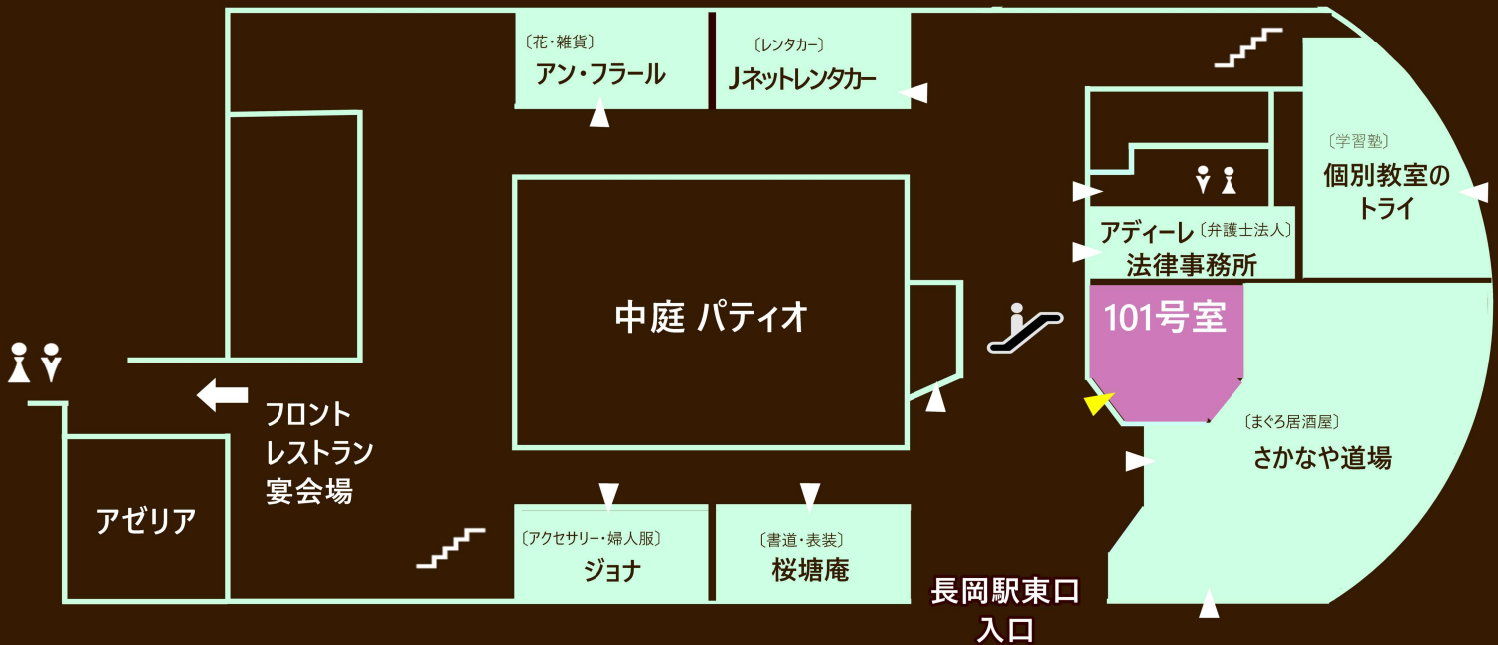 〔花・雑貨〕
アン・フラール
〔レンタカー〕
Jネットレンタカー
〔学習塾〕
個別教室の
トライ
アディーレ〔弁護士法人〕
法律事務所
101号室
中庭 パティオ
フロント
レストラン
宴会場
〔まぐろ居酒屋〕
さかなや道場
アゼリア
〔アクセサリー・婦人服〕
ジョナ
〔書道・表装〕
桜塘庵
長岡駅東口
入口